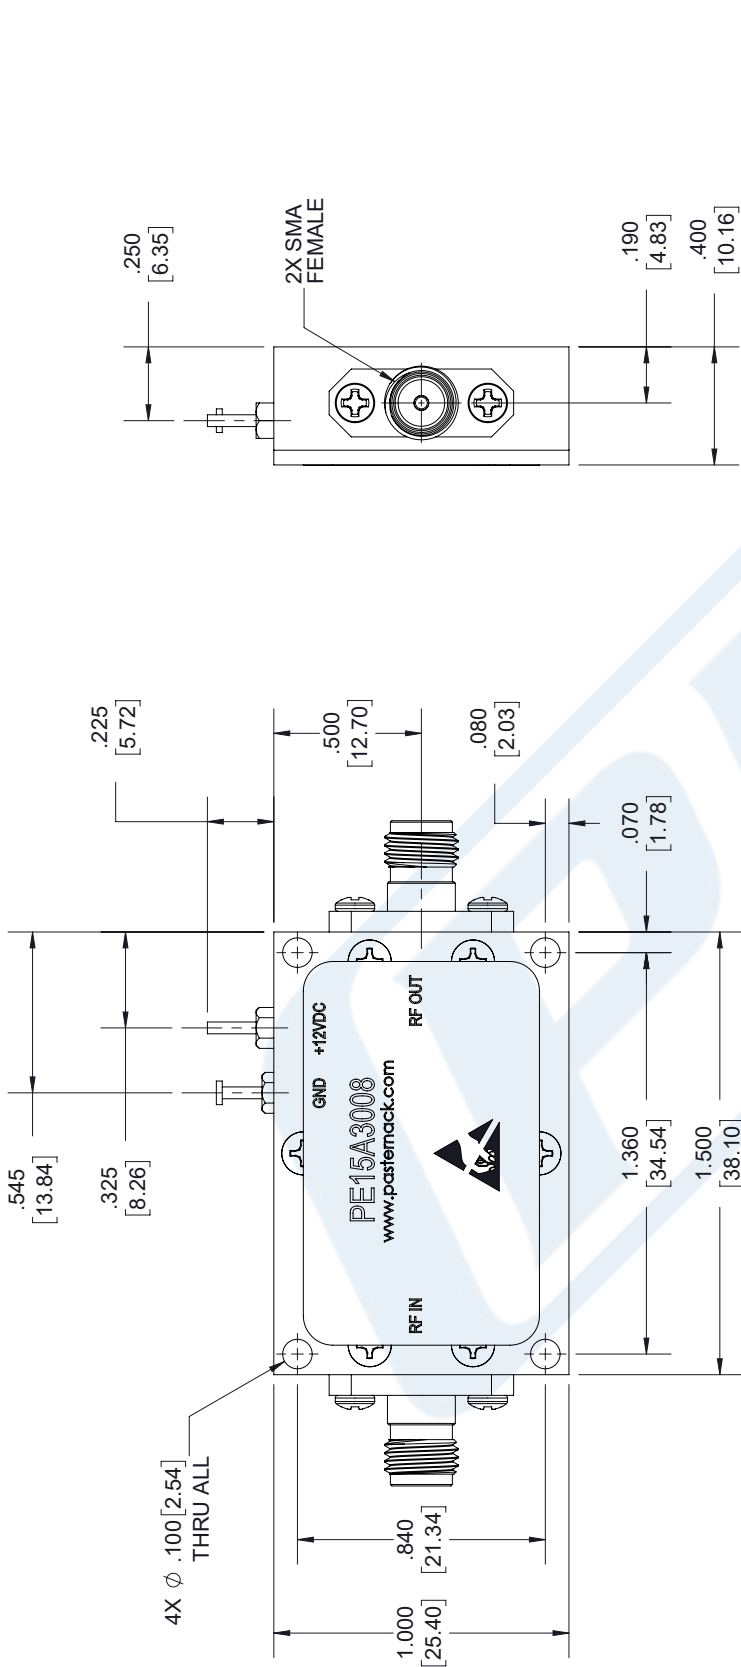 .545
[13.84]
.325
[8.26]
.225
[5.72]
.250
[6.35]
4X ⌀ .100 [2.54]
THRU ALL
2X SMA
FEMALE
GND +12VDC
PE15A3008
www.pasternack.com
RF IN
RF OUT
.500
[12.70]
.080
[2.03]
.070
[1.78]
.190
[4.83]
.400
[10.16]
.840
[21.34]
1.000
[25.40]
1.360
[34.54]
1.500
[38.10]